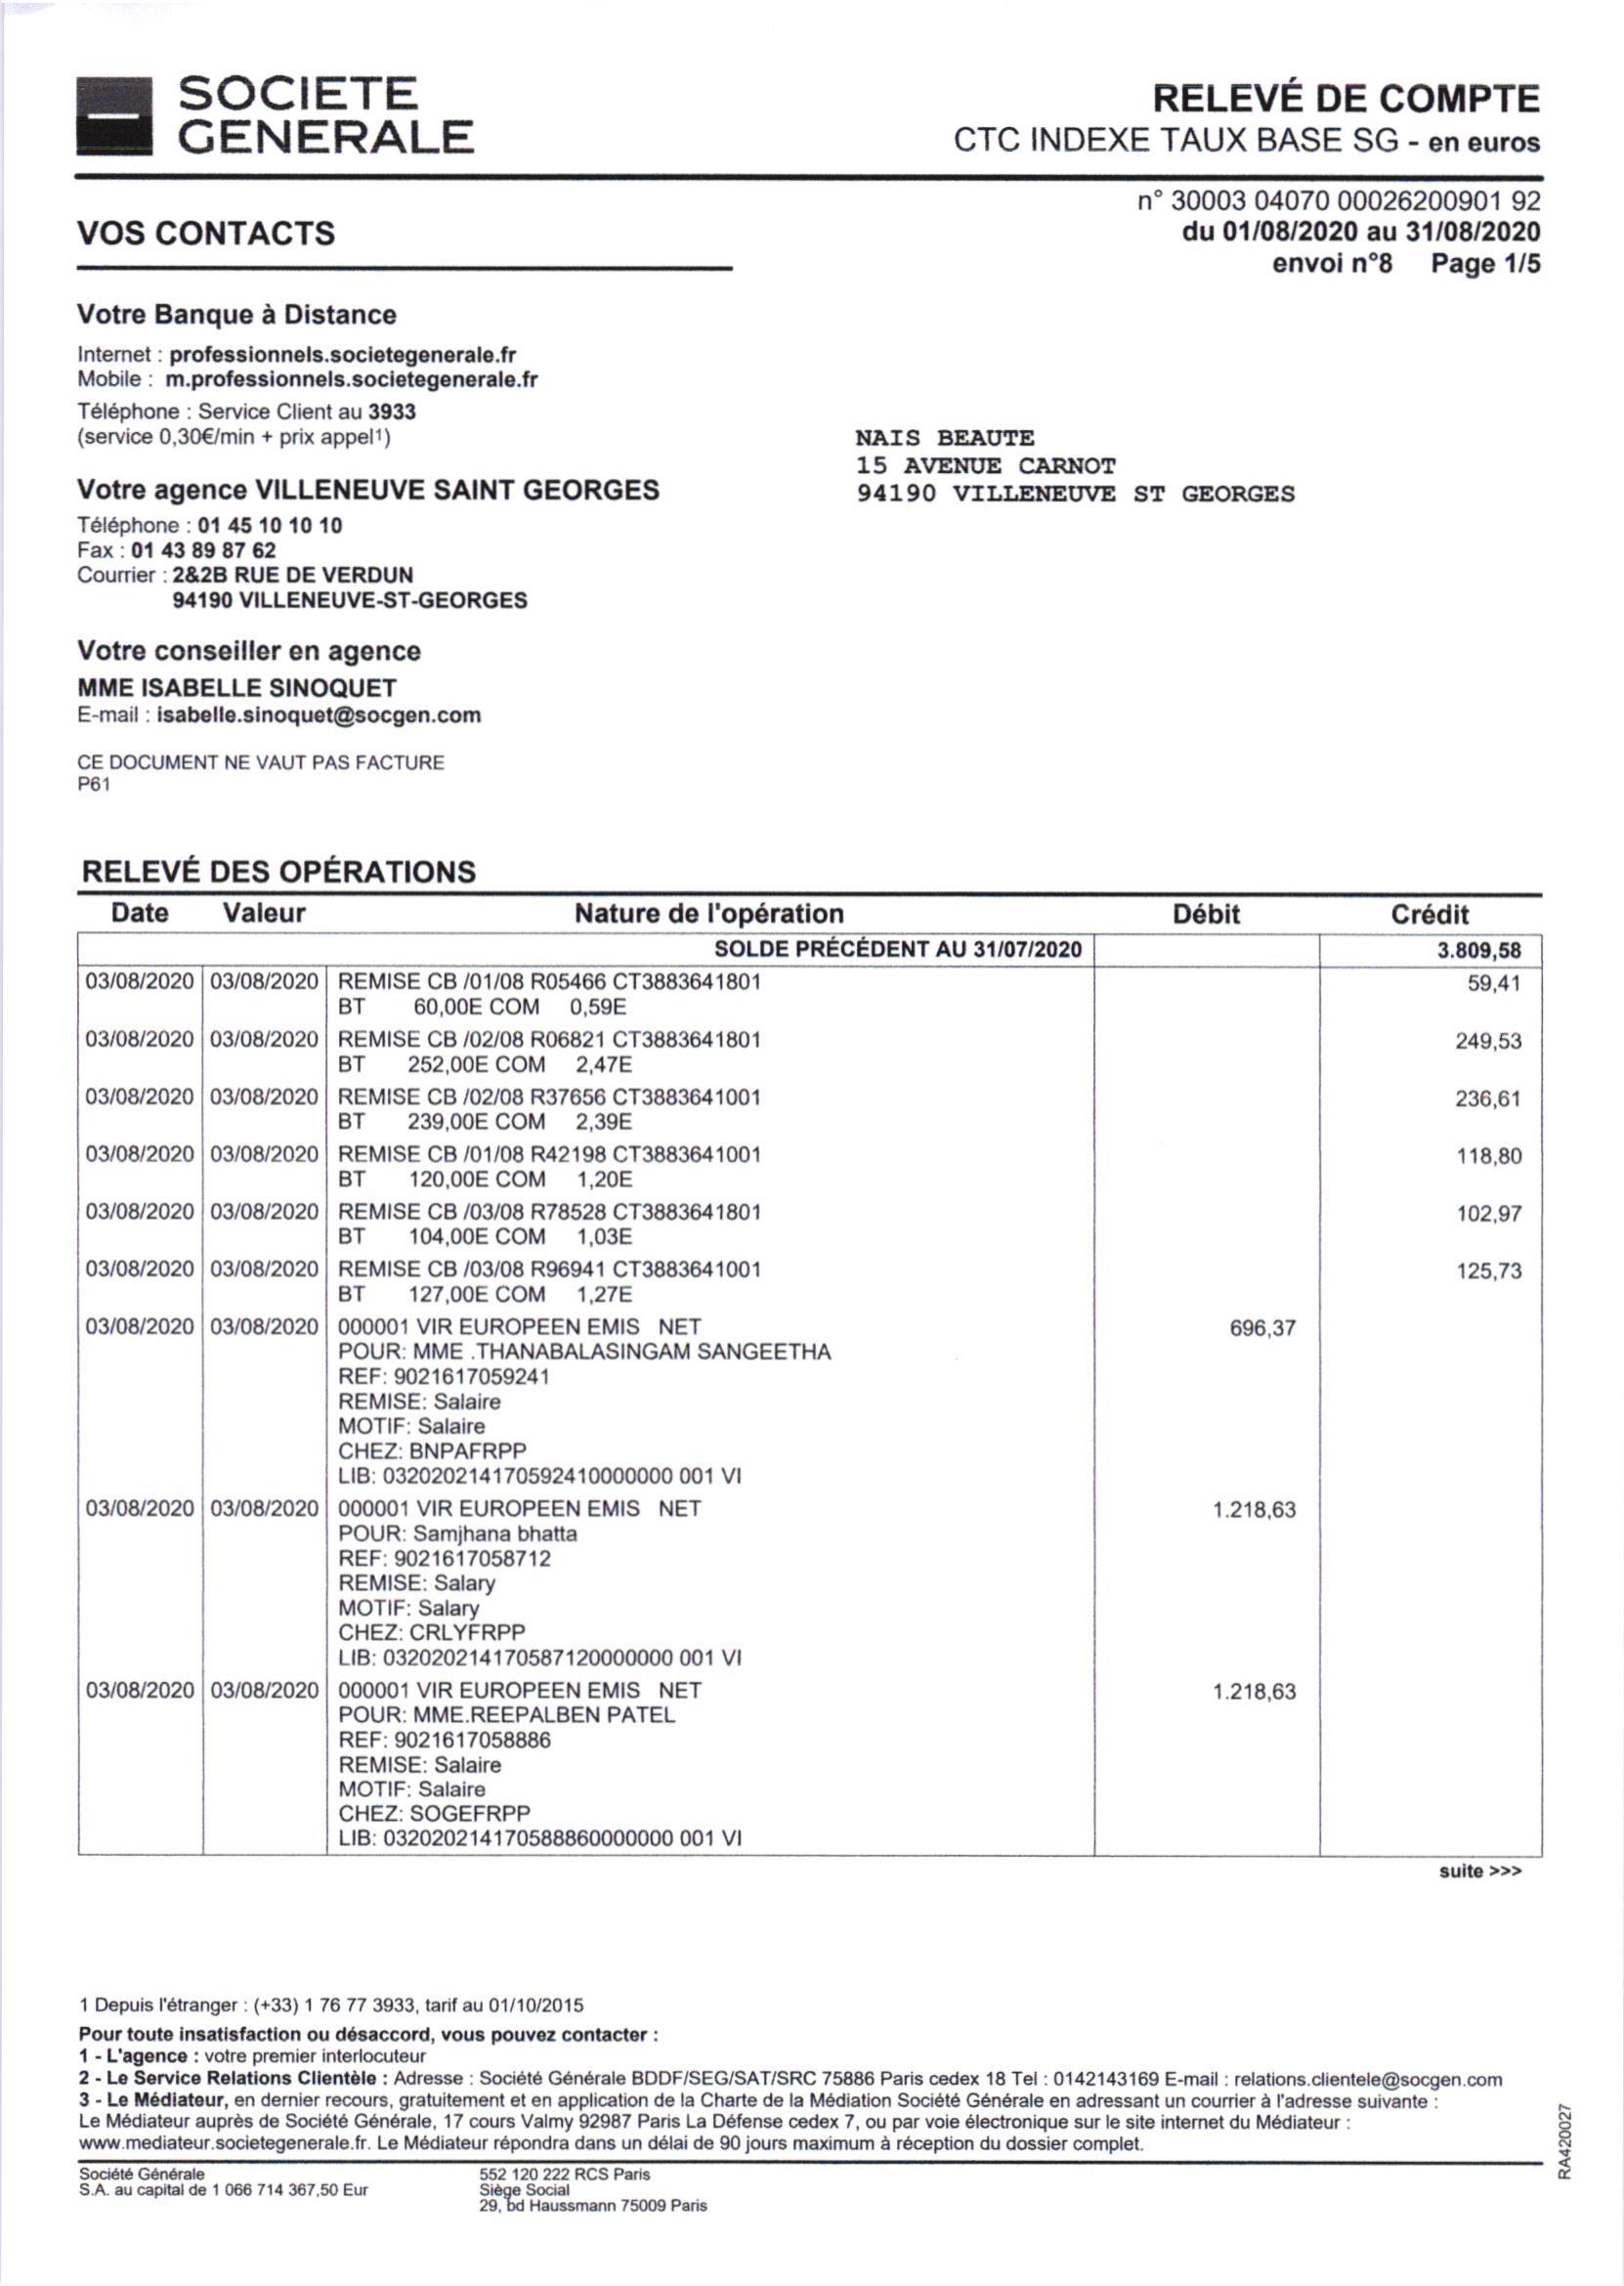 SOCIETE
GENERALE
RELEVÉ DE COMPTE
CTC INDEXE TAUX BASE SG - en euros
n° 30003 04070 00026200901 92
du 01/08/2020 au 31/08/2020
envoi n°8 Page 1/5
VOS CONTACTS
Votre Banque à Distance
Internet : professionnels.societegenerale.fr
Mobile : m.professionnels.societegenerale.fr
Téléphone : Service Client au 3933
(service 0,30€/min + prix appel1)
Votre agence VILLENEUVE SAINT GEORGES
Téléphone : 01 45 10 10 10
Fax : 01 43 89 87 62
Courrier : 2&2B RUE DE VERDUN
94190 VILLENEUVE-ST-GEORGES
Votre conseiller en agence
MME ISABELLE SINOQUET
E-mail : isabelle.sinoquet@socgen.com
CE DOCUMENT NE VAUT PAS FACTURE
P61
NAIS BEAUTE
15 AVENUE CARNOT
94190 VILLENEUVE ST GEORGES
RELEVÉ DES OPÉRATIONS
Date Valeur Nature de l'opération Débit Crédit
SOLDE PRÉCÉDENT AU 31/07/2020 3.809,58
03/08/2020 03/08/2020 REMISE CB /01/08 R05466 CT3883641801 59,41
BT 60,00E COM 0,59E
03/08/2020 03/08/2020 REMISE CB /02/08 R06821 CT3883641801 249,53
BT 252,00E COM 2,47E
03/08/2020 03/08/2020 REMISE CB /02/08 R37656 CT3883641001 236,61
BT 239,00E COM 2,39E
03/08/2020 03/08/2020 REMISE CB /01/08 R42198 CT3883641001 118,80
BT 120,00E COM 1,20E
03/08/2020 03/08/2020 REMISE CB /03/08 R78528 CT3883641801 102,97
BT 104,00E COM 1,03E
03/08/2020 03/08/2020 REMISE CB /03/08 R96941 CT3883641001 125,73
BT 127,00E COM 1,27E
03/08/2020 03/08/2020 000001 VIR EUROPEEN EMIS NET 696,37
POUR: MME .THANABALASINGAM SANGEETHA
REF: 9021617059241
REMISE: Salaire
MOTIF: Salaire
CHEZ: BNPAFRPP
LIB: 032020214170592410000000 001 VI
03/08/2020 03/08/2020 000001 VIR EUROPEEN EMIS NET 1.218,63
POUR: Samjhana bhatta
REF: 9021617058712
REMISE: Salary
MOTIF: Salary
CHEZ: CRLYFRPP
LIB: 032020214170587120000000 001 VI
03/08/2020 03/08/2020 000001 VIR EUROPEEN EMIS NET 1.218,63
POUR: MME.REEPALBEN PATEL
REF: 9021617058886
REMISE: Salaire
MOTIF: Salaire
CHEZ: SOGEFRPP
LIB: 032020214170588860000000 001 VI
suite >>>
1 Depuis l'étranger : (+33) 1 76 77 3933, tarif au 01/10/2015
Pour toute insatisfaction ou désaccord, vous pouvez contacter :
1 - L'agence : votre premier interlocuteur
2 - Le Service Relations Clientèle : Adresse : Société Générale BDDF/SEG/SAT/SRC 75886 Paris cedex 18 Tel : 0142143169 E-mail : relations.clientele@socgen.com
3 - Le Médiateur, en dernier recours, gratuitement et en application de la Charte de la Médiation Société Générale en adressant un courrier à l'adresse suivante :
Le Médiateur auprès de Société Générale, 17 cours Valmy 92987 Paris La Défense cedex 7, ou par voie électronique sur le site internet du Médiateur :
www.mediateur.societegenerale.fr. Le Médiateur répondra dans un délai de 90 jours maximum à réception du dossier complet.
Société Générale
S.A. au capital de 1 066 714 367,50 Eur
552 120 222 RCS Paris
Siège Social
29, bd Haussmann 75009 Paris
RA420027